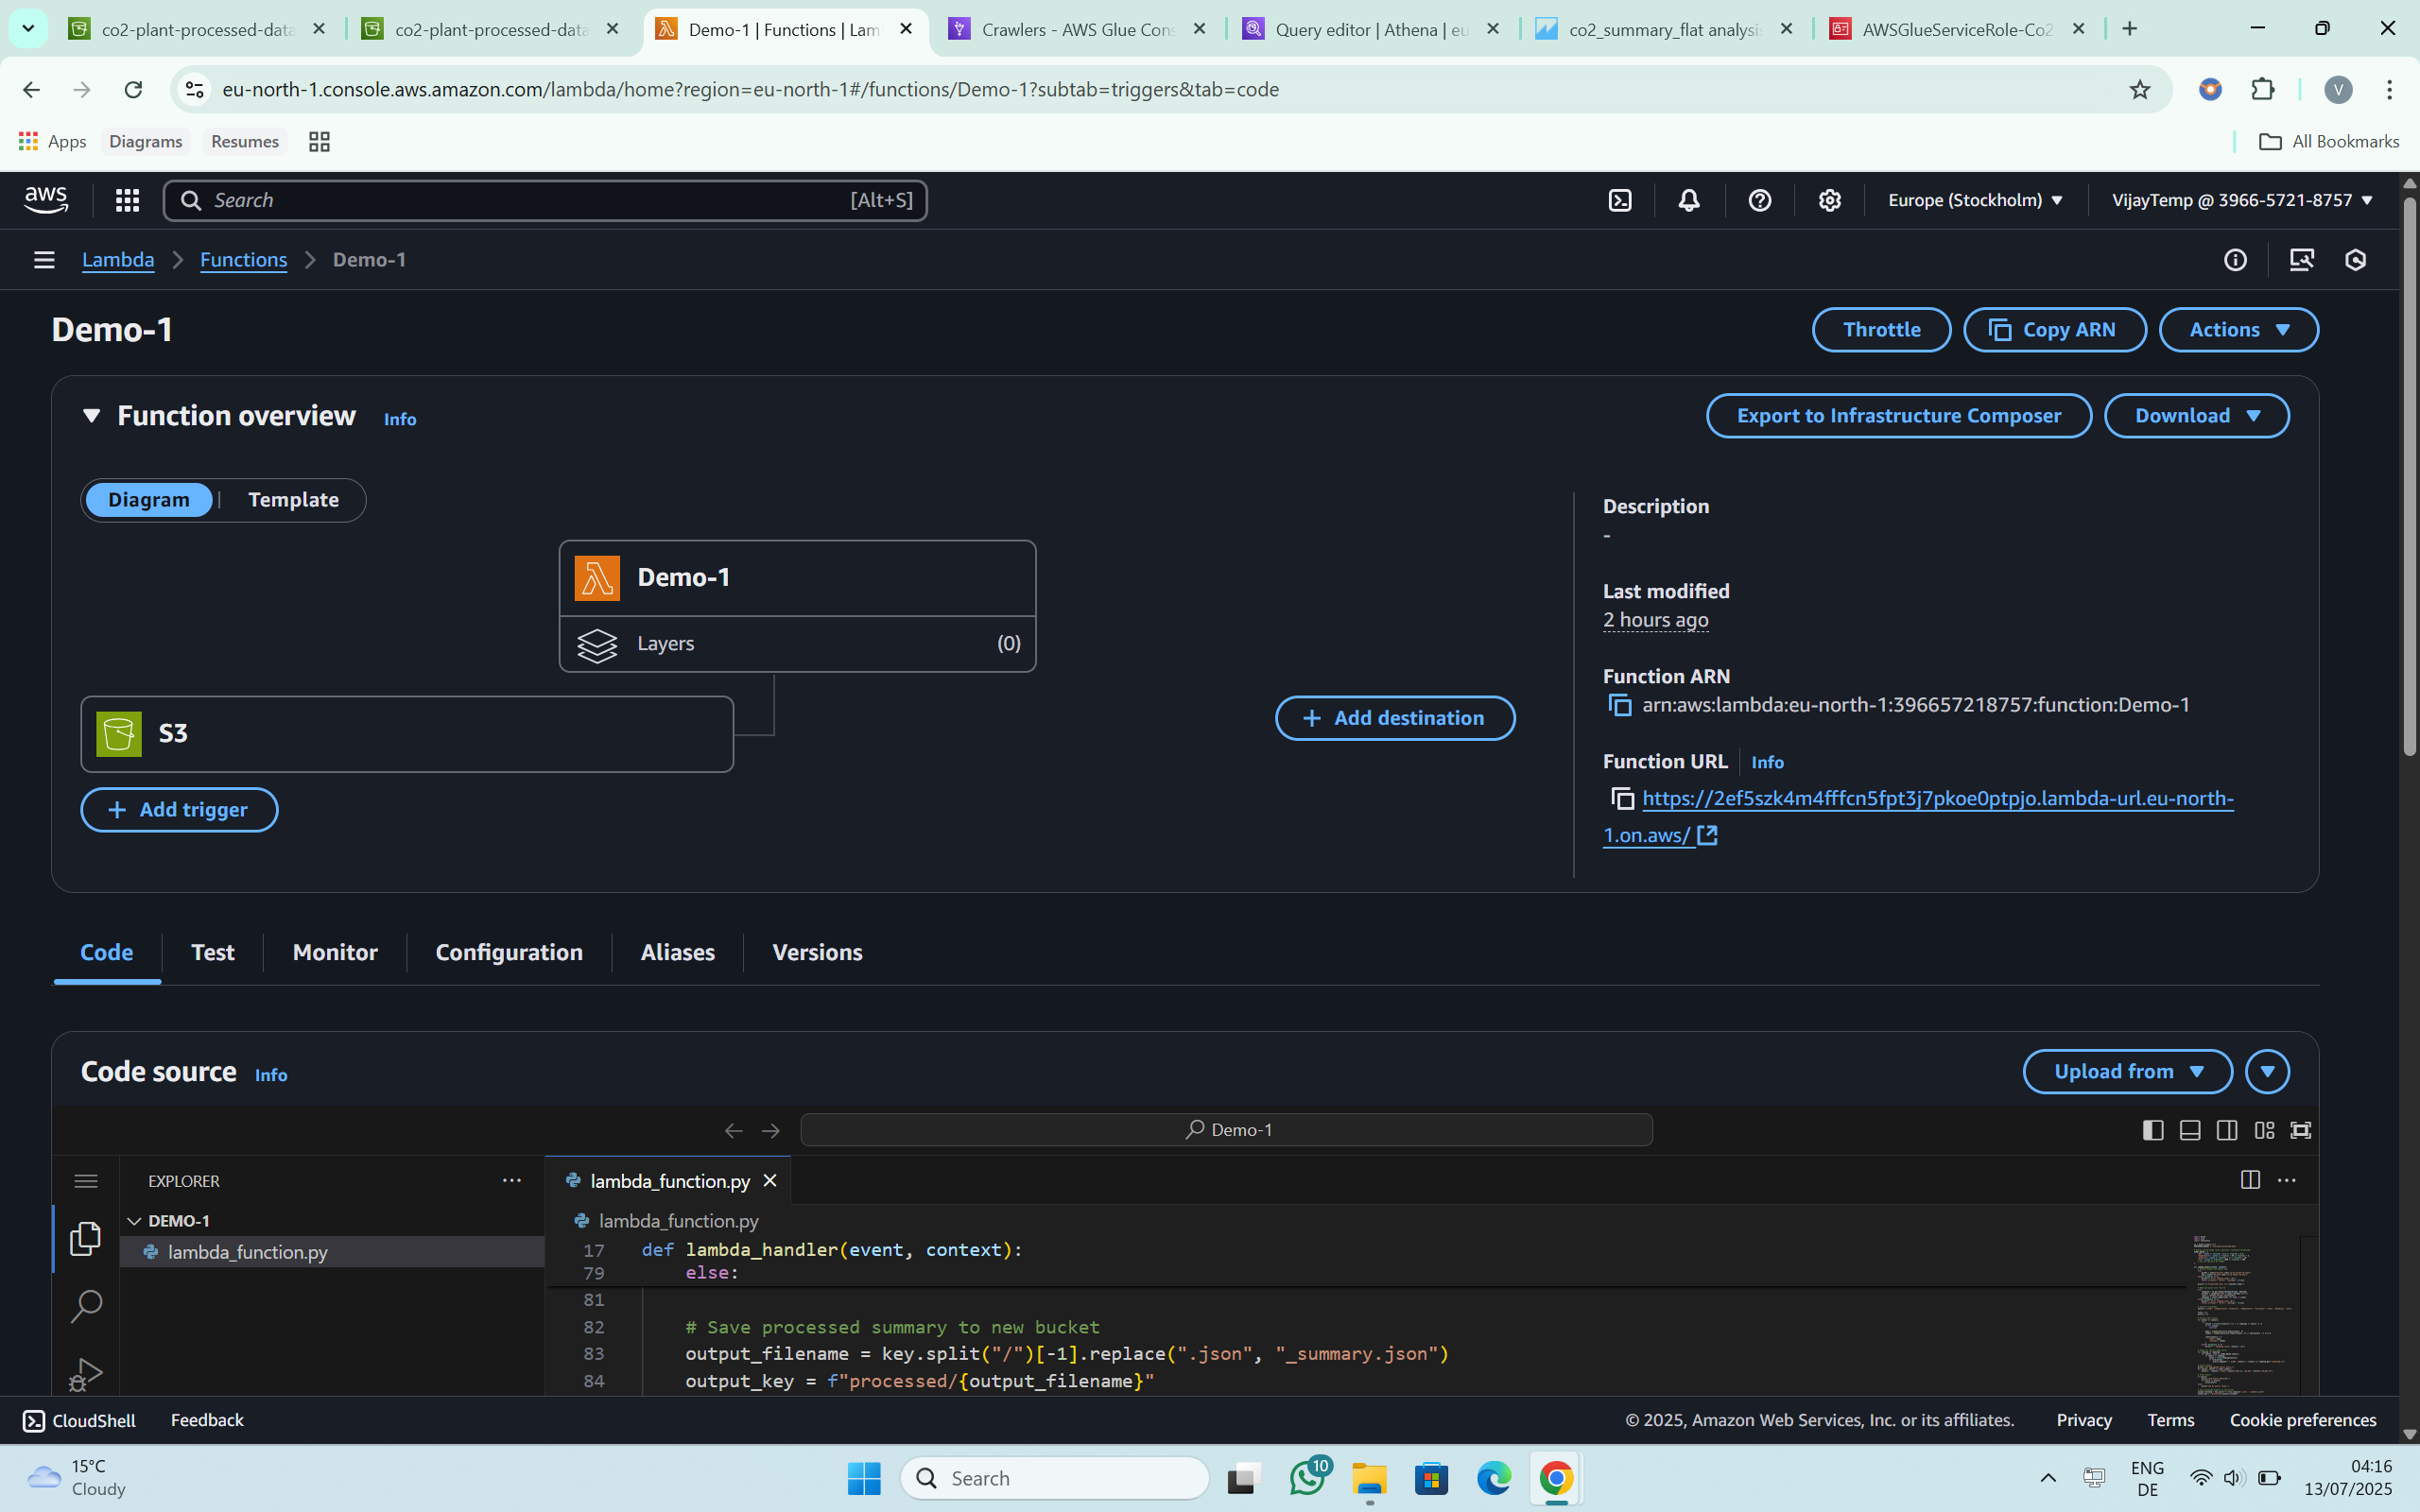 co2-plant-processed-data
co2-plant-processed-data
Demo-1 | Functions | Lam
Crawlers - AWS Glue Cons
Query editor | Athena | eu
co2_summary_flat analysis
AWSGlueServiceRole-Co2
eu-north-1.console.aws.amazon.com/lambda/home?region=eu-north-1#/functions/Demo-1?subtab=triggers&tab=code
V
Apps
Diagrams
Resumes
All Bookmarks
aws
Search
[Alt+S]
Europe (Stockholm)
VijayTemp @ 3966-5721-8757
Lambda
Functions
Demo-1
Demo-1
Throttle
Copy ARN
Actions
Function overview
Info
Export to Infrastructure Composer
Download
Diagram
Template
Demo-1
Layers
(0)
S3
Add trigger
Add destination
Description
-
Last modified
2 hours ago
Function ARN
arn:aws:lambda:eu-north-1:396657218757:function:Demo-1
Function URL
Info
https://2ef5szk4m4fffcn5fpt3j7pkoe0ptpjo.lambda-url.eu-north-
1.on.aws/
Code
Test
Monitor
Configuration
Aliases
Versions
Code source
Info
Upload from
Demo-1
EXPLORER
DEMO-1
lambda_function.py
lambda_function.py
lambda_function.py
17 def lambda_handler(event, context):
79 else:
81
82 # Save processed summary to new bucket
83 output_filename = key.split("/")[-1].replace(".json", "_summary.json")
84 output_key = f"processed/{output_filename}"
CloudShell
Feedback
© 2025, Amazon Web Services, Inc. or its affiliates.
Privacy
Terms
Cookie preferences
15°C
Cloudy
Search
10
ENG
DE
04:16
13/07/2025